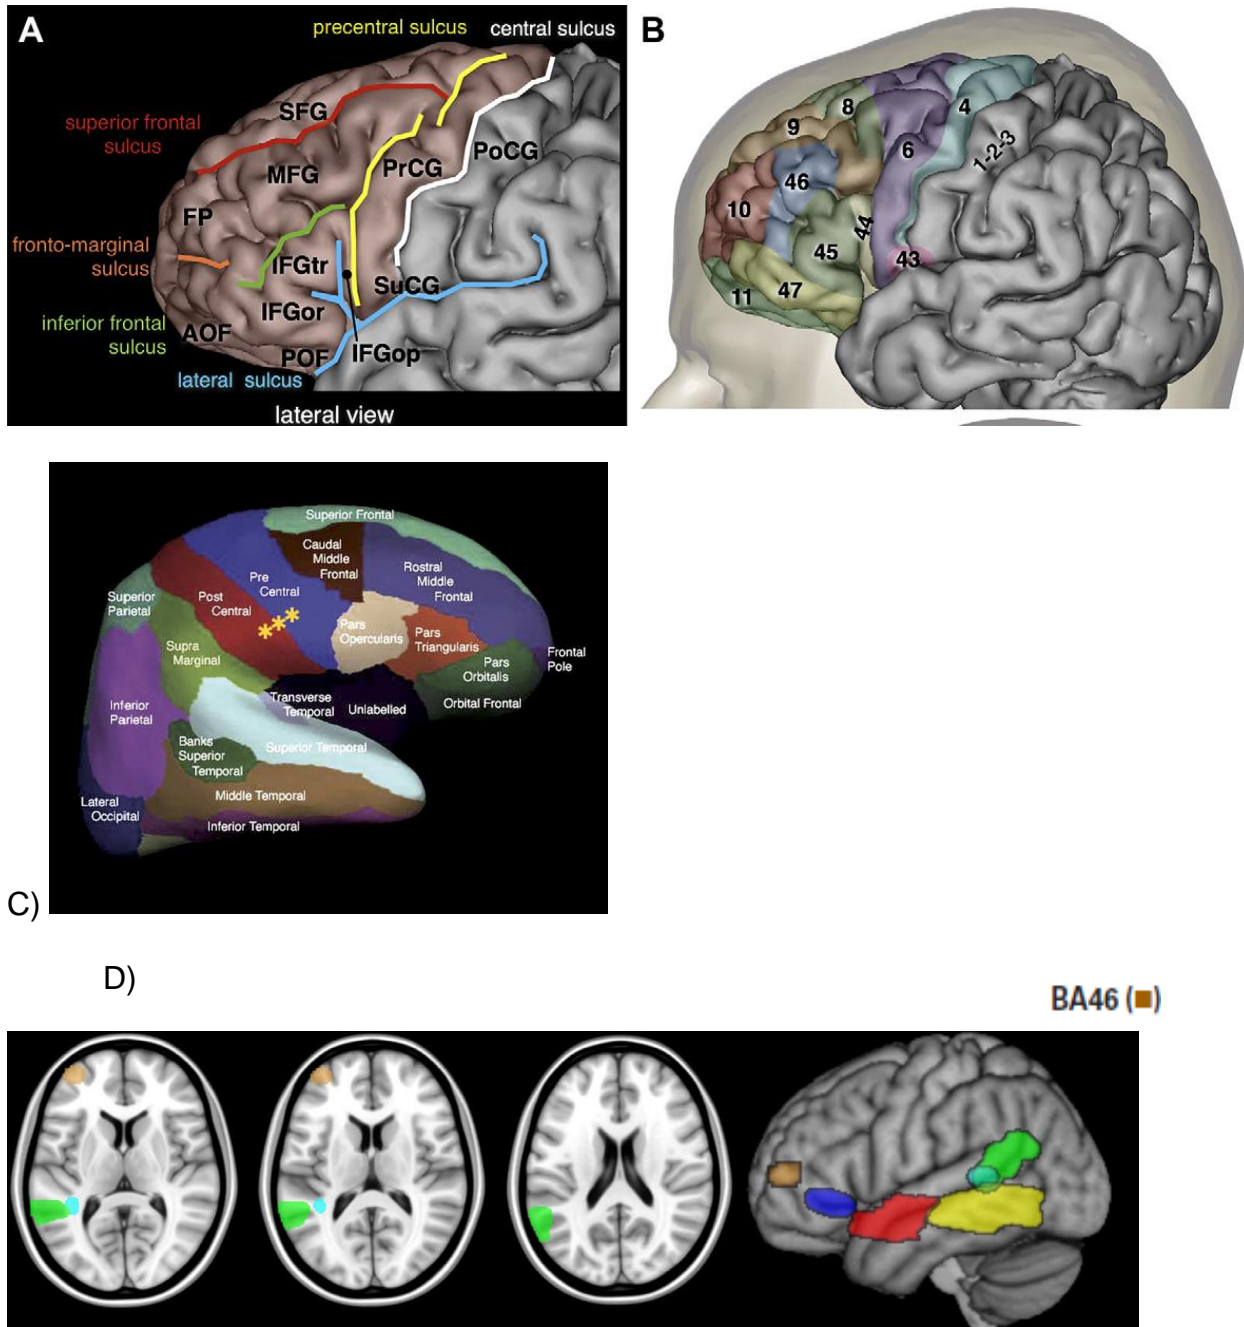 A
precentral sulcus
central sulcus
superior frontal
sulcus
SFG
MFG
PrCG
PoCG
FP
fronto-marginal
sulcus
IFGtr
SuCG
IFGor
inferior frontal
sulcus
AOF
POF
IFGop
lateral sulcus
lateral view
B
8
4
9
6
1-2-3
46
10
44
45
43
47
11
C)
Superior Frontal
Caudal
Middle
Frontal
Rostral
Middle
Frontal
Pre
Central
Post
Central
Superior
Parietal
Pars
Opercularis
Pars
Triangularis
Supra
Marginal
Frontal
Pole
Pars
Orbitalis
Orbital Frontal
Transverse
Temporal
Unlabelled
Inferior
Parietal
Banks
Superior
Temporal
Superior Temporal
Middle Temporal
Lateral
Occipital
Inferior Temporal
D)
BA46 (■)